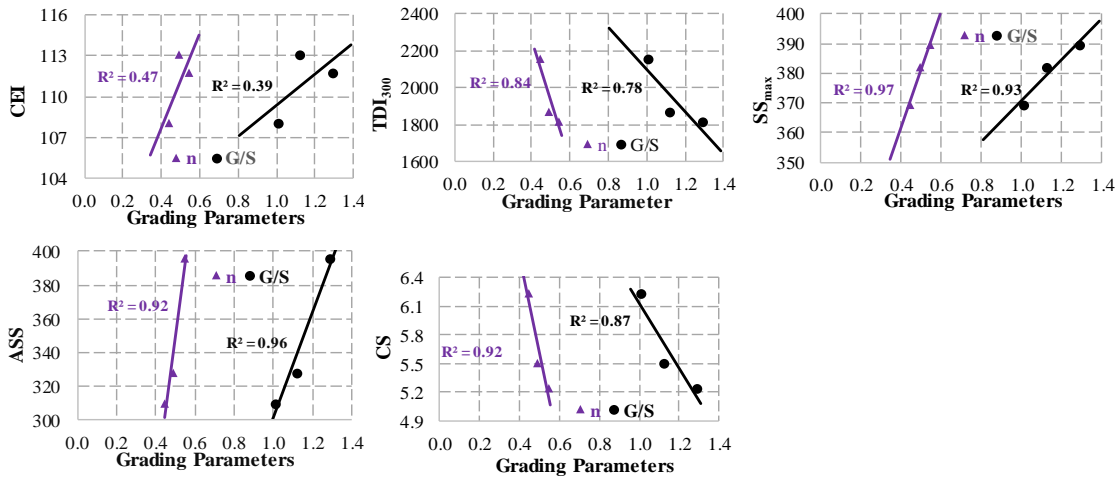 116
113
110
107
104
CEI
R² = 0.47
R² = 0.39
n G/S
0.0 0.2 0.4 0.6 0.8 1.0 1.2 1.4
Grading Parameters
2400
2200
2000
1800
1600
TDI300
R² = 0.84
R² = 0.78
n G/S
0.0 0.2 0.4 0.6 0.8 1.0 1.2 1.4
Grading Parameter
400
390
380
370
360
350
SSmax
n G/S
R² = 0.97
R² = 0.93
0.0 0.2 0.4 0.6 0.8 1.0 1.2 1.4
Grading Parameters
400
380
360
340
320
300
ASS
n G/S
R² = 0.92
R² = 0.96
0.0 0.2 0.4 0.6 0.8 1.0 1.2 1.4
Grading Parameters
6.4
6.1
5.8
5.5
5.2
4.9
CS
R² = 0.87
R² = 0.92
n G/S
0.0 0.2 0.4 0.6 0.8 1.0 1.2 1.4
Grading Parameters